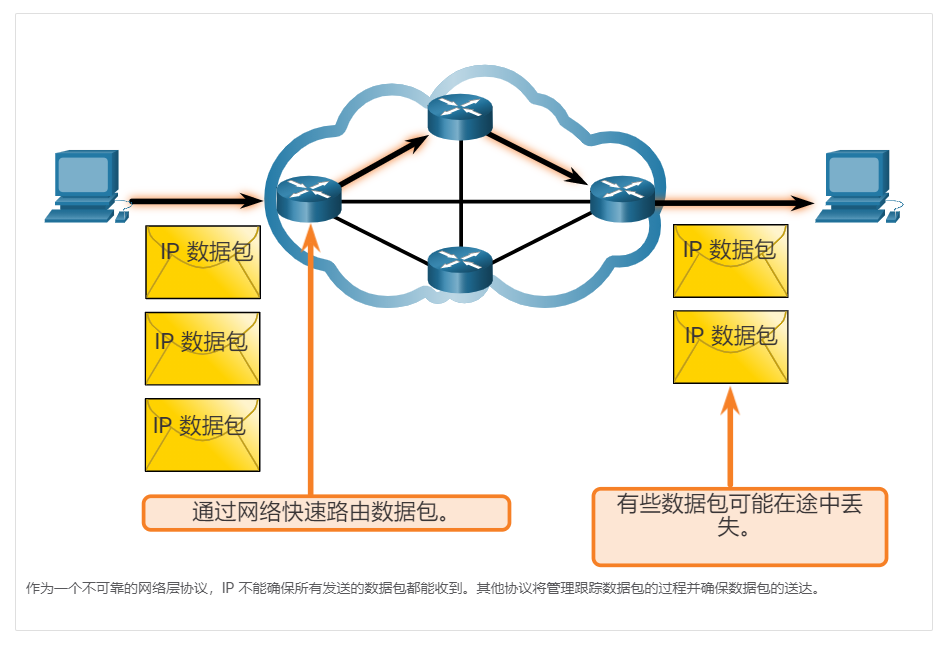 IP 数据包
IP 数据包
IP 数据包
IP 数据包
IP 数据包
通过网络快速路由数据包。
有些数据包可能在途中丢
失。
作为一个不可靠的网络层协议，IP 不能确保所有发送的数据包都能收到。其他协议将管理跟踪数据包的过程并确保数据包的送达。